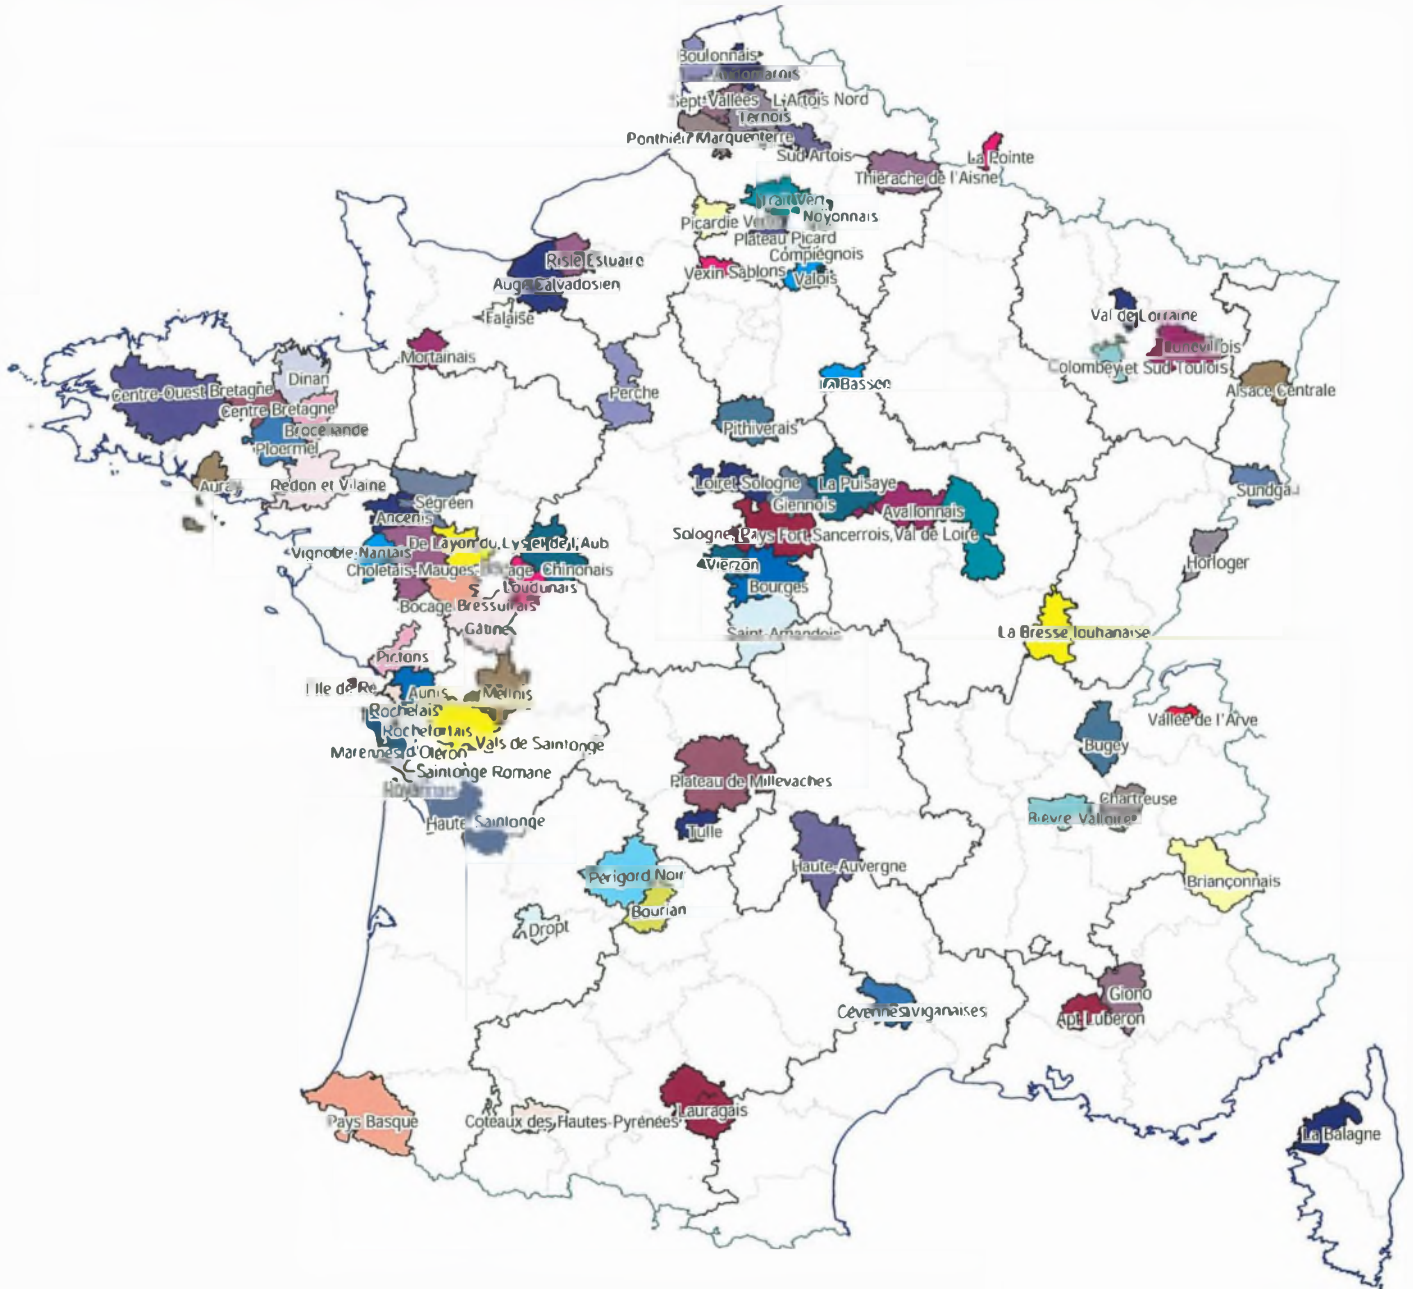 Boulonnais
Audomarois
Sept Vallées
L'Artois Nord
Ternois
Ponthieu Marquenterre
Sud Artois
La Pointe
Thiérache de l'Aisne
Trait Vert
Noyonnais
Picardie Verte
Plateau Picard
Compiégnois
Vexin Sablons
Valois
Risle Estuaire
Auge Calvadosien
Falaise
Mortainais
Val de Lorraine
Lunévillois
Colombey et Sud Toulois
Alsace Centrale
Dinan
Centre-Ouest Bretagne
Centre Bretagne
Brocéliande
Ploermel
Perche
La Bassée
Pithiverais
Auray
Redon et Vilaine
Ségréen
Ancenis
Loiret Sologne
La Puisaye
Giennois
Avallonnais
Sundgau
De Layon du Lys et de l'Aub
Sologne
Pays Fort Sancerrois, Val de Loire
Vignoble Nantais
Choletais-Mauges
Chinonais
Vierzon
Horloger
Loudunais
Bourges
Bocage Bressuirais
Gâtine
Saint-Amandois
La Bresse louhanaise
Pictons
l'Ile de Ré
Aunis
Mellois
Rochelais
Rochefortais
Vals de Saintonge
Marennes d'Oléron
Saintonge Romane
Vallée de l'Arve
Bugey
Plateau de Millevaches
Chartreuse
Bièvre Valloire
Haute Saintonge
Tulle
Haute-Auvergne
Périgord Noir
Briançonnais
Bourian
Dropt
Giono
Cévennes Viganaises
Apt Luberon
Pays Basque
Coteaux des Hautes-Pyrénées
Lauragais
La Balagne